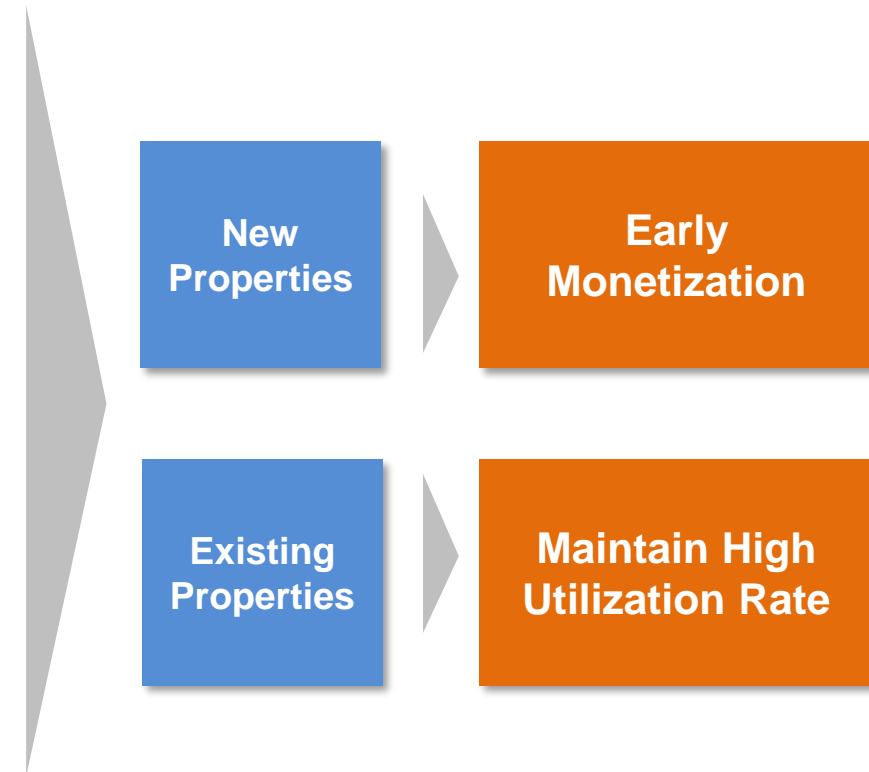 New
Properties
Early
Monetization
Existing
Properties
Maintain High
Utilization Rate